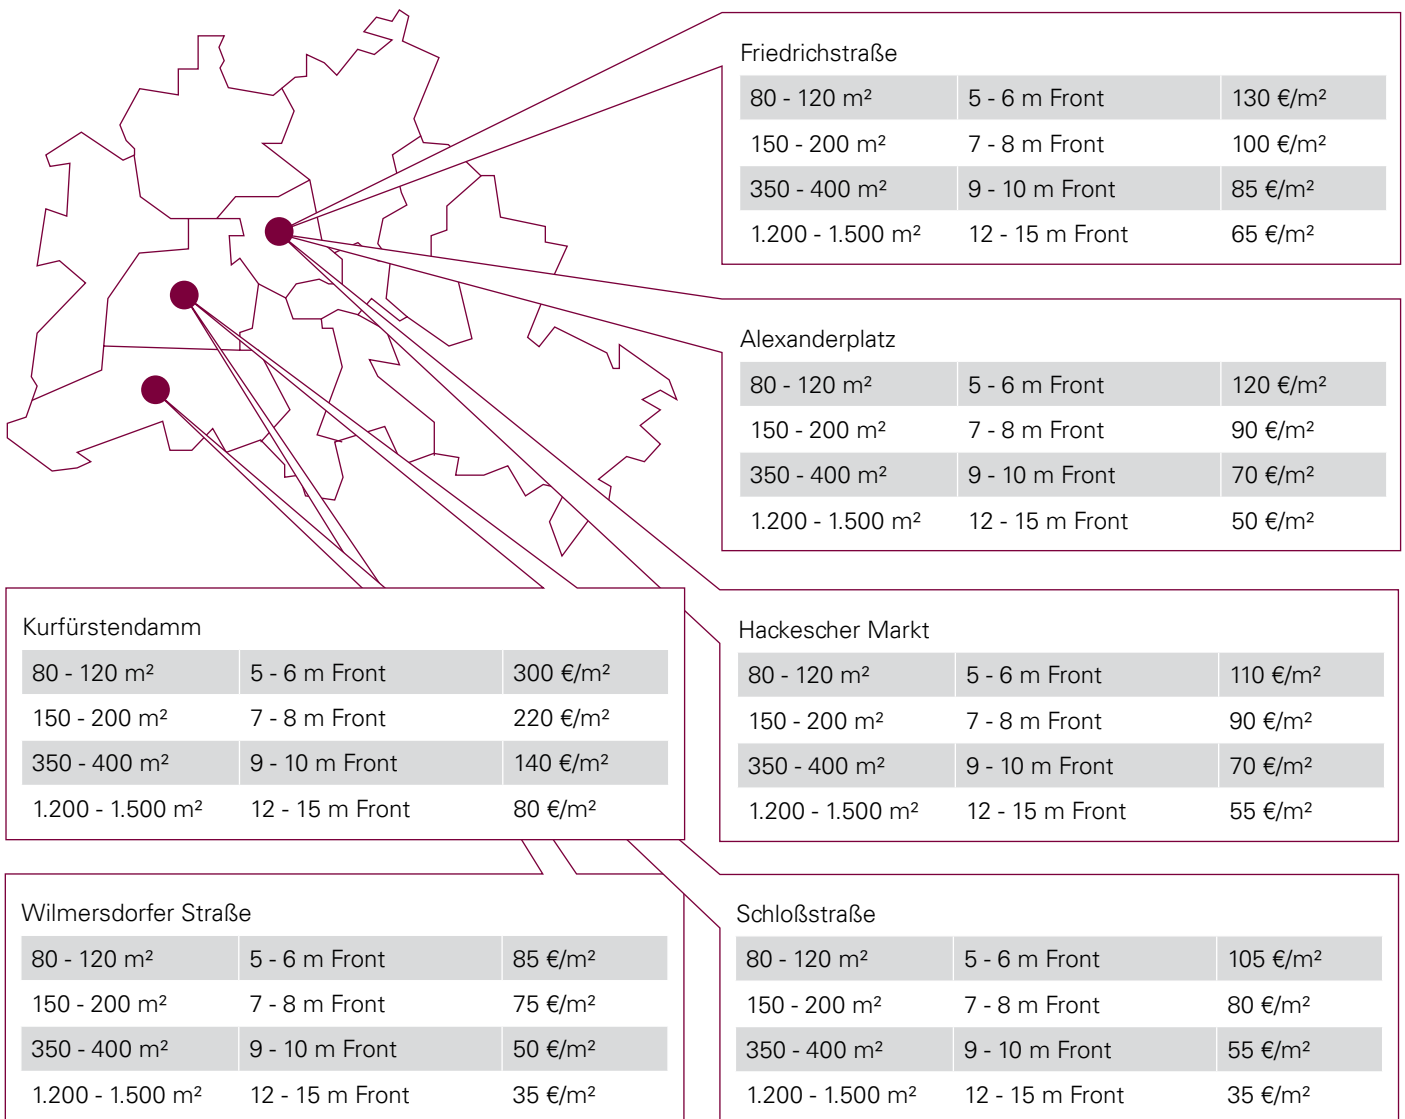 Friedrichstraße
80 - 120 m² 5 - 6 m Front 130 €/m²
150 - 200 m² 7 - 8 m Front 100 €/m²
350 - 400 m² 9 - 10 m Front 85 €/m²
1.200 - 1.500 m² 12 - 15 m Front 65 €/m²
Alexanderplatz
80 - 120 m² 5 - 6 m Front 120 €/m²
150 - 200 m² 7 - 8 m Front 90 €/m²
350 - 400 m² 9 - 10 m Front 70 €/m²
1.200 - 1.500 m² 12 - 15 m Front 50 €/m²
Kurfürstendamm
80 - 120 m² 5 - 6 m Front 300 €/m²
150 - 200 m² 7 - 8 m Front 220 €/m²
350 - 400 m² 9 - 10 m Front 140 €/m²
1.200 - 1.500 m² 12 - 15 m Front 80 €/m²
Hackescher Markt
80 - 120 m² 5 - 6 m Front 110 €/m²
150 - 200 m² 7 - 8 m Front 90 €/m²
350 - 400 m² 9 - 10 m Front 70 €/m²
1.200 - 1.500 m² 12 - 15 m Front 55 €/m²
Wilmersdorfer Straße
80 - 120 m² 5 - 6 m Front 85 €/m²
150 - 200 m² 7 - 8 m Front 75 €/m²
350 - 400 m² 9 - 10 m Front 50 €/m²
1.200 - 1.500 m² 12 - 15 m Front 35 €/m²
Schloßstraße
80 - 120 m² 5 - 6 m Front 105 €/m²
150 - 200 m² 7 - 8 m Front 80 €/m²
350 - 400 m² 9 - 10 m Front 55 €/m²
1.200 - 1.500 m² 12 - 15 m Front 35 €/m²